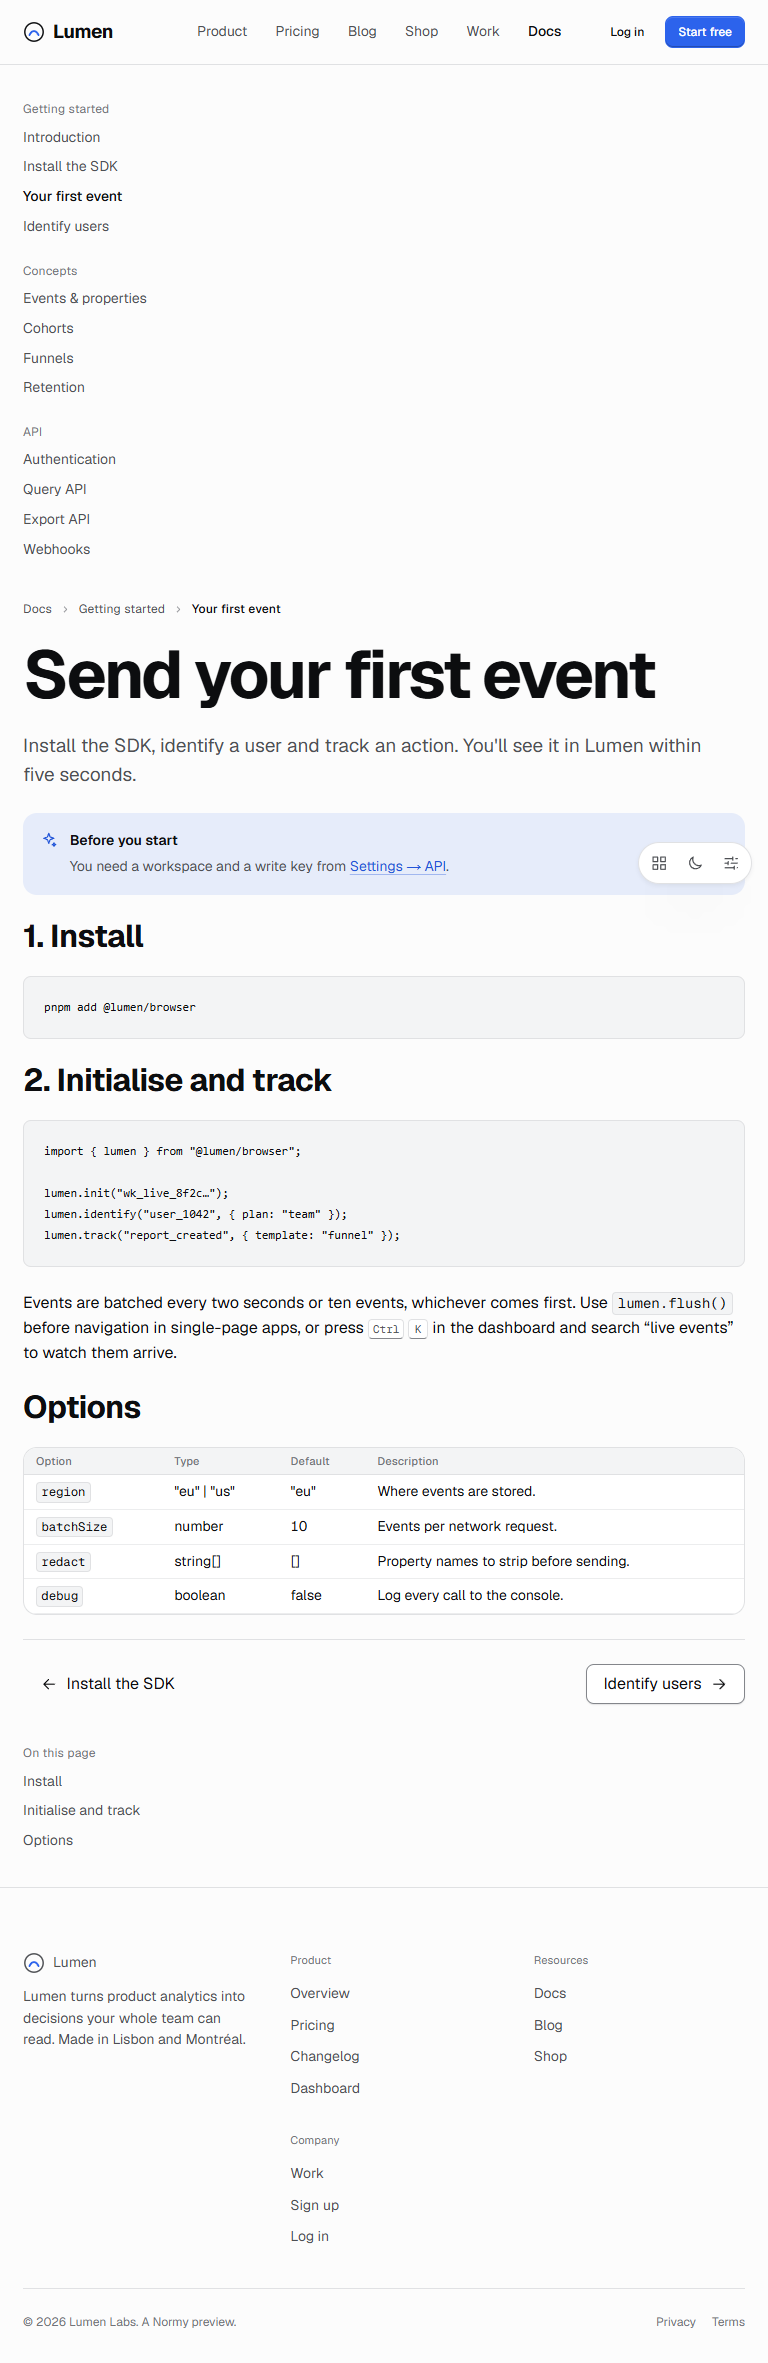 Lumen
Product Pricing Blog Shop Work Docs Log in Start free
Getting started
Introduction
Install the SDK
Your first event
Identify users
Concepts
Events & properties
Cohorts
Funnels
Retention
API
Authentication
Query API
Export API
Webhooks
Docs › Getting started › Your first event
Send your first event
Install the SDK, identify a user and track an action. You'll see it in Lumen within
five seconds.
Before you start
You need a workspace and a write key from Settings → API.
1. Install
pnpm add @lumen/browser
2. Initialise and track
import { lumen } from "@lumen/browser";
lumen.init("wk_live_8f2c…");
lumen.identify("user_1042", { plan: "team" });
lumen.track("report_created", { template: "funnel" });
Events are batched every two seconds or ten events, whichever comes first. Use lumen.flush()
before navigation in single-page apps, or press Ctrl K in the dashboard and search “live events”
to watch them arrive.
Options
Option Type Default Description
region "eu" | "us" "eu" Where events are stored.
batchSize number 10 Events per network request.
redact string[] [] Property names to strip before sending.
debug boolean false Log every call to the console.
← Install the SDK Identify users →
On this page
Install
Initialise and track
Options
Lumen
Lumen turns product analytics into
decisions your whole team can
read. Made in Lisbon and Montréal.
Product
Overview
Pricing
Changelog
Dashboard
Resources
Docs
Blog
Shop
Company
Work
Sign up
Log in
© 2026 Lumen Labs. A Normy preview.
Privacy Terms